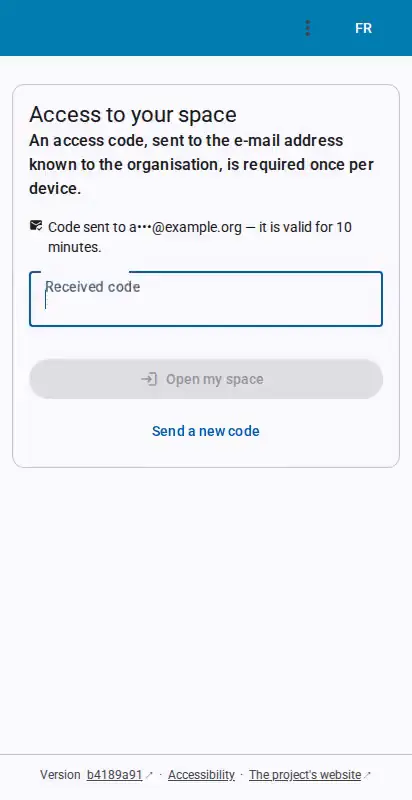 FR
Access to your space
An access code, sent to the e-mail address
known to the organisation, is required once per
device.
Code sent to a•••@example.org — it is valid for 10
minutes.
Received code
Open my space
Send a new code
Version b4189a91 · Accessibility · The project's website